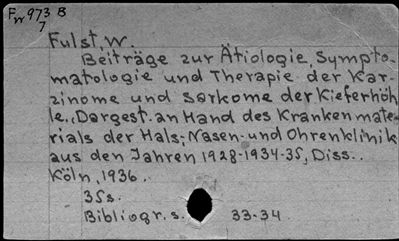 Fw 973 B
7
Fulst, W.
Beiträge zur Ätiologie, Sympto-
matologie und Therapie der Kar-
zinome und Sarkome der Kieferhöh
le., Dargest. an Hand des Krankenmate-
rials der Hals-, Nasen- und Ohrenklinik
aus den Jahren 1928-1934-35, Diss..
Köln, 1936.
35s.
Bibliogr. s. 33-34